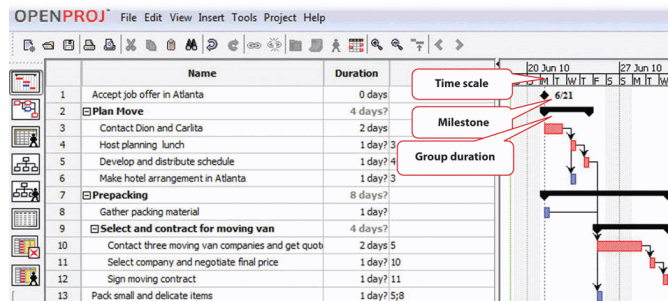 OPENPROJ™ File Edit View Insert Tools Project Help
Name Duration
20 Jun 10 27 Jun 10
S M T W T F S S M T W
1 Accept job offer in Atlanta 0 days
6/21
2 Plan Move 4 days?
3 Contact Dion and Carlita 2 days
4 Host planning lunch 1 day? 3
5 Develop and distribute schedule 1 day? 4
6 Make hotel arrangement in Atlanta 1 day? 3
7 Prepacking 8 days?
8 Gather packing material 1 day?
9 Select and contract for moving van 4 days?
10 Contact three moving van companies and get quot 2 days 5
11 Select company and negotiate final price 1 day? 10
12 Sign moving contract 1 day? 11
13 Pack small and delicate items 1 day? 5;8
Time scale
Milestone
Group duration